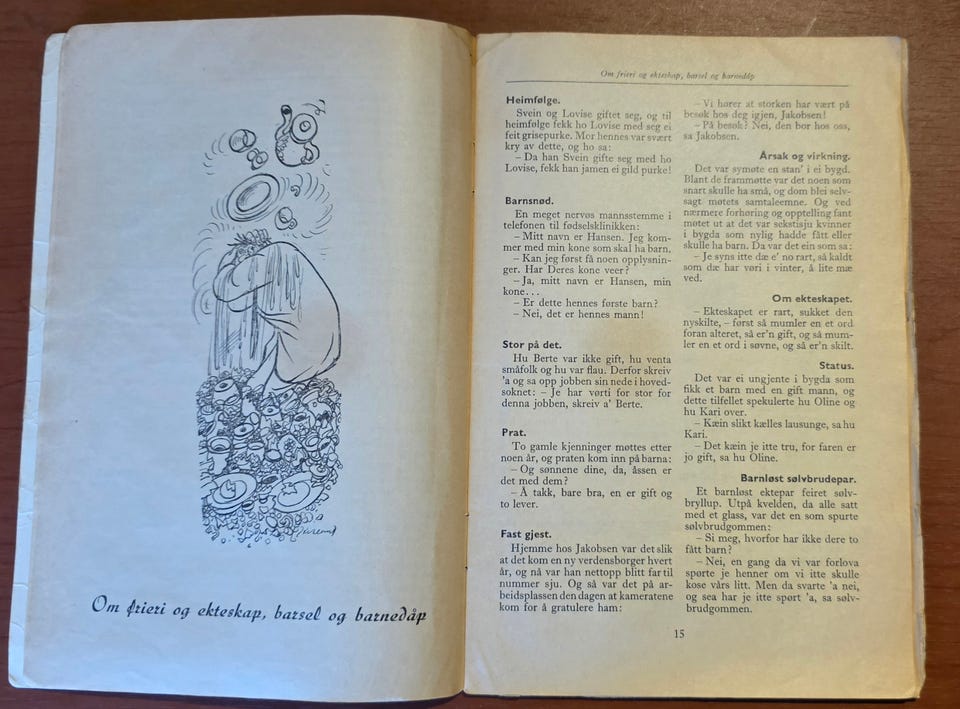 Om frieri og ekteskap, barsel og barnedåp
Om frieri og ekteskap, barsel og barnedåp
Heimfølge.
Svein og Lovise giftet seg, og til
heimfølge fekk ho Lovise med seg ei
feit grisepurke. Mor hennes var svært
kry av dette, og ho sa:
– Da han Svein gifte seg med ho
Lovise, fekk han jamen ei gild purke!
Barnsnød.
En meget nervøs mannsstemme i
telefonen til fødselsklinikken:
– Mitt navn er Hansen. Jeg kom-
mer med min kone som skal ha barn.
– Kan jeg først få noen opplysnin-
ger. Har Deres kone veer?
– Ja, mitt navn er Hansen, min
kone...
– Er dette hennes første barn?
– Nei, det er hennes mann!
Stor på det.
Hu Berte var ikke gift, hu venta
småfolk og hu var flau. Derfor skreiv
'a og sa opp jobben sin nede i hoved-
soknet: – Je har vørti for stor for
denna jobben, skreiv a' Berte.
Prat.
To gamle kjenninger møttes etter
noen år, og praten kom inn på barna:
– Og sønnene dine, da, åssen er
det med dem?
– Å takk, bare bra, en er gift og
to lever.
Fast gjest.
Hjemme hos Jakobsen var det slik
at det kom en ny verdensborger hvert
år, og nå var han nettopp blitt far til
nummer sju. Og så var det på ar-
beidsplassen den dagen at kameratene
kom for å gratulere ham:
– Vi hører at storken har vært på
besøk hos deg igjen, Jakobsen!
– På besøk? Nei, den bor hos oss,
sa Jakobsen.
Årsak og virkning.
Det var symøte en stan' i ei bygd.
Blant de frammøtte var det noen som
snart skulle ha små, og dom blei selv-
sagt møtets samtaleemne. Og ved
nærmere forhøring og opptelling fant
møtet ut at det var sekstisju kvinner
i bygda som nylig hadde fått eller
skulle ha barn. Da var det ein som sa:
– Je syns itte dæ e' no rart, så kaldt
som dæ har vøri i vinter, å lite mæ
ved.
Om ekteskapet.
– Ekteskapet er rart, sukket den
nyskilte, – først så mumler en et ord
foran alteret, så er'n gift, og så mum-
ler en et ord i søvne, og så er'n skilt.
Status.
Det var ei ungjente i bygda som
fikk et barn med en gift mann, og
dette tilfellet spekulerte hu Oline og
hu Kari over.
– Kæin slikt kælles lausunge, sa hu
Kari.
– Det kæin je itte tru, for faren er
jo gift, sa hu Oline.
Barnløst sølvbrudepar.
Et barnløst ektepar feiret sølv-
bryllup. Utpå kvelden, da alle satt
med et glass, var det en som spurte
sølvbrudgommen:
– Si meg, hvorfor har ikke dere to
fått barn?
– Nei, en gang da vi var forlova
spørte je henner om vi itte skulle
kose vårs litt. Men da svarte 'a nei,
og sea har je itte spørt 'a, sa sølv-
brudgommen.
15